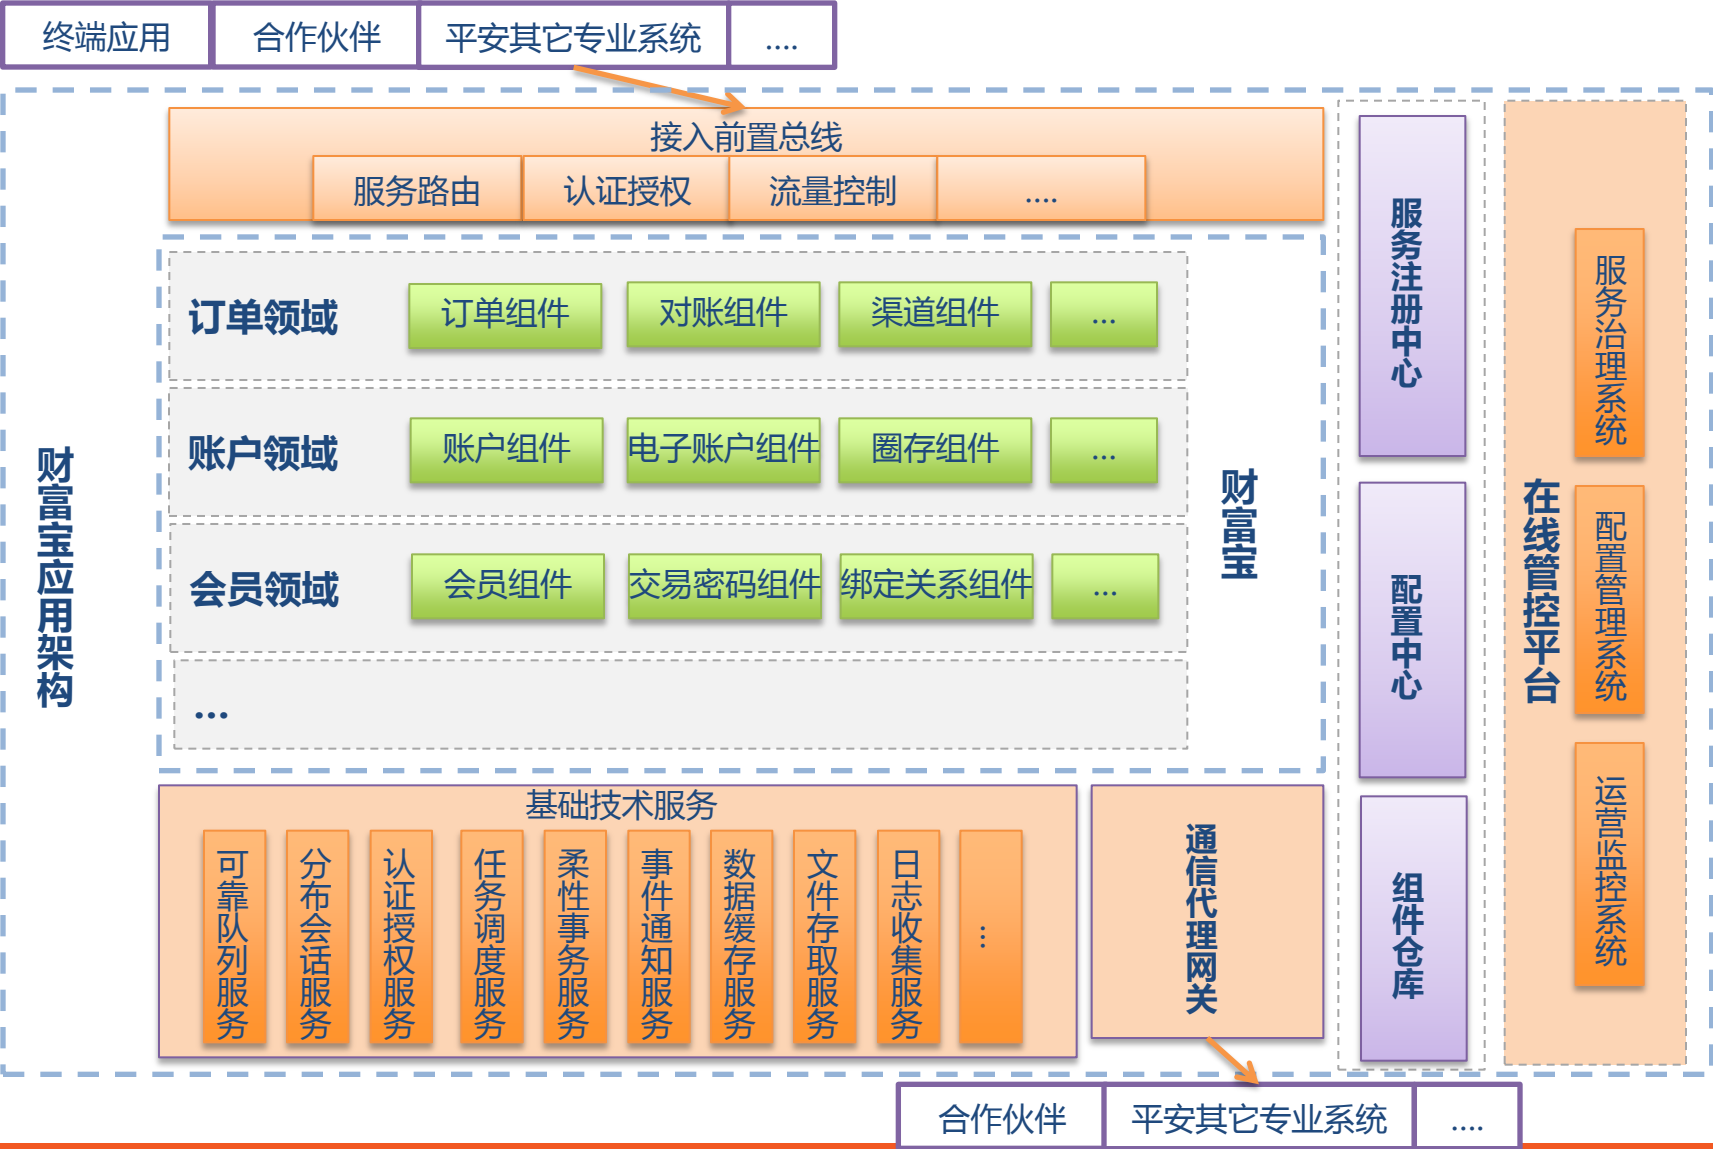 终端应用
合作伙伴
平安其它专业系统
....
接入前置总线
服务路由
认证授权
流量控制
....
财富宝应用架构
订单领域
订单组件
对账组件
渠道组件
...
账户领域
账户组件
电子账户组件
圈存组件
...
会员领域
会员组件
交易密码组件
绑定关系组件
...
...
财富宝
基础技术服务
可靠队列服务
分布会话服务
认证授权服务
任务调度服务
柔性事务服务
事件通知服务
数据缓存服务
文件存取服务
日志收集服务
...
通信代理网关
服务注册中心
配置中心
组件仓库
在线管控平台
服务治理系统
配置管理系统
运营监控系统
合作伙伴
平安其它专业系统
....